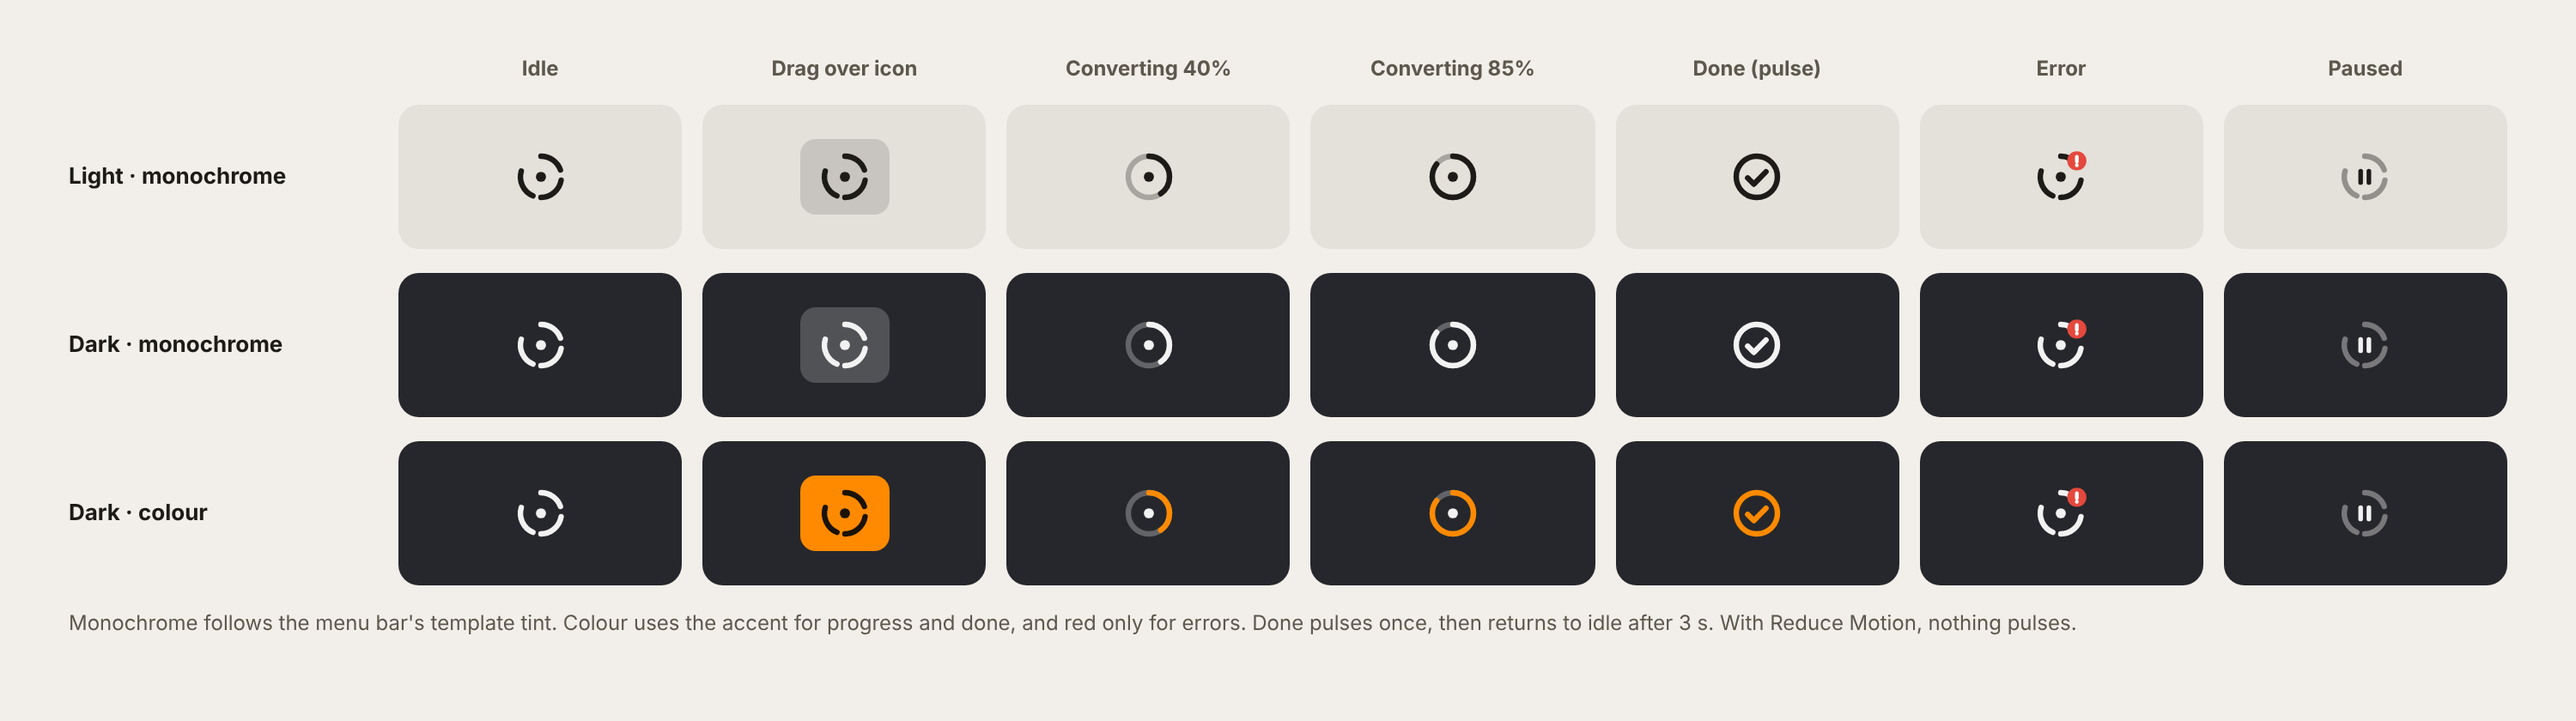 Idle
Drag over icon
Converting 40%
Converting 85%
Done (pulse)
Error
Paused
Light · monochrome
Dark · monochrome
Dark · colour
Monochrome follows the menu bar's template tint. Colour uses the accent for progress and done, and red only for errors. Done pulses once, then returns to idle after 3 s. With Reduce Motion, nothing pulses.